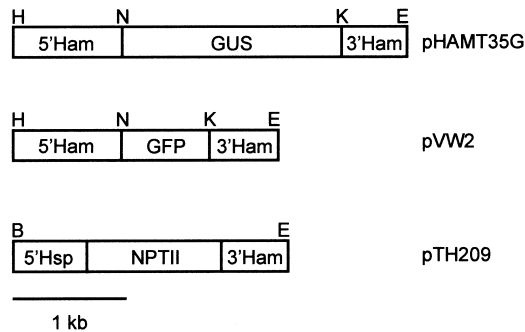 H N K E
5'Ham GUS 3'Ham pHAMT35G
H N K E
5'Ham GFP 3'Ham pVW2
B E
5'Hsp NPTII 3'Ham pTH209
1 kb